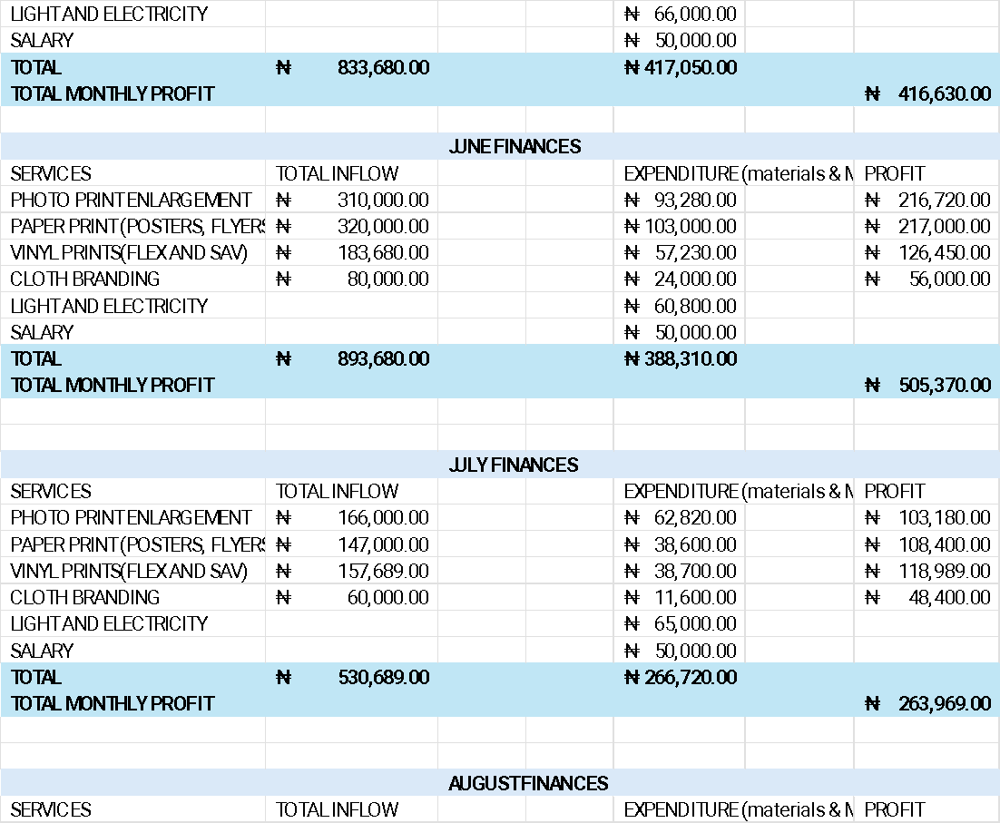 LIGHT AND ELECTRICITY ₦ 66,000.00
SALARY ₦ 50,000.00
TOTAL ₦ 833,680.00 ₦ 417,050.00
TOTAL MONTHLY PROFIT ₦ 416,630.00
JUNE FINANCES
SERVICES TOTAL INFLOW EXPENDITURE (materials & M PROFIT
PHOTO PRINT ENLARGEMENT ₦ 310,000.00 ₦ 93,280.00 ₦ 216,720.00
PAPER PRINT (POSTERS, FLYERS ₦ 320,000.00 ₦ 103,000.00 ₦ 217,000.00
VINYL PRINTS(FLEX AND SAV) ₦ 183,680.00 ₦ 57,230.00 ₦ 126,450.00
CLOTH BRANDING ₦ 80,000.00 ₦ 24,000.00 ₦ 56,000.00
LIGHT AND ELECTRICITY ₦ 60,800.00
SALARY ₦ 50,000.00
TOTAL ₦ 893,680.00 ₦ 388,310.00
TOTAL MONTHLY PROFIT ₦ 505,370.00
JULY FINANCES
SERVICES TOTAL INFLOW EXPENDITURE (materials & M PROFIT
PHOTO PRINT ENLARGEMENT ₦ 166,000.00 ₦ 62,820.00 ₦ 103,180.00
PAPER PRINT (POSTERS, FLYERS ₦ 147,000.00 ₦ 38,600.00 ₦ 108,400.00
VINYL PRINTS(FLEX AND SAV) ₦ 157,689.00 ₦ 38,700.00 ₦ 118,989.00
CLOTH BRANDING ₦ 60,000.00 ₦ 11,600.00 ₦ 48,400.00
LIGHT AND ELECTRICITY ₦ 65,000.00
SALARY ₦ 50,000.00
TOTAL ₦ 530,689.00 ₦ 266,720.00
TOTAL MONTHLY PROFIT ₦ 263,969.00
AUGUST FINANCES
SERVICES TOTAL INFLOW EXPENDITURE (materials & M PROFIT